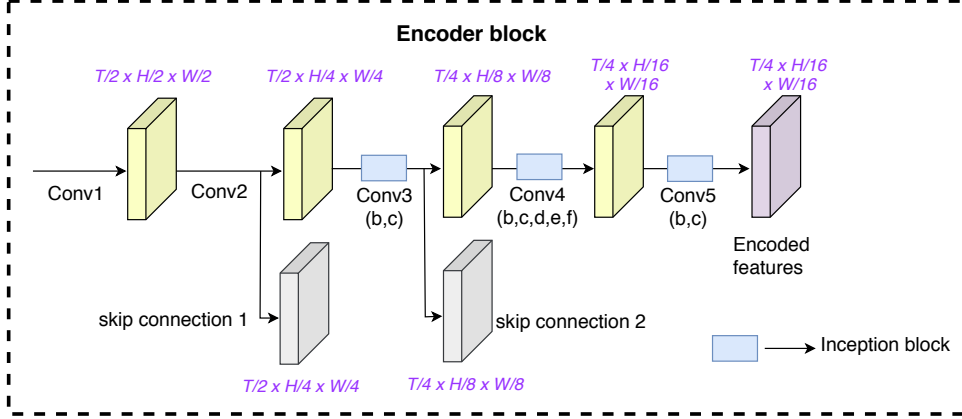 Encoder block
T/2 x H/2 x W/2
T/2 x H/4 x W/4
T/4 x H/8 x W/8
T/4 x H/16
x W/16
T/4 x H/16
x W/16
Conv1
Conv2
Conv3
(b,c)
Conv4
(b,c,d,e,f)
Conv5
(b,c)
Encoded
features
skip connection 1
skip connection 2
Inception block
T/2 x H/4 x W/4
T/4 x H/8 x W/8